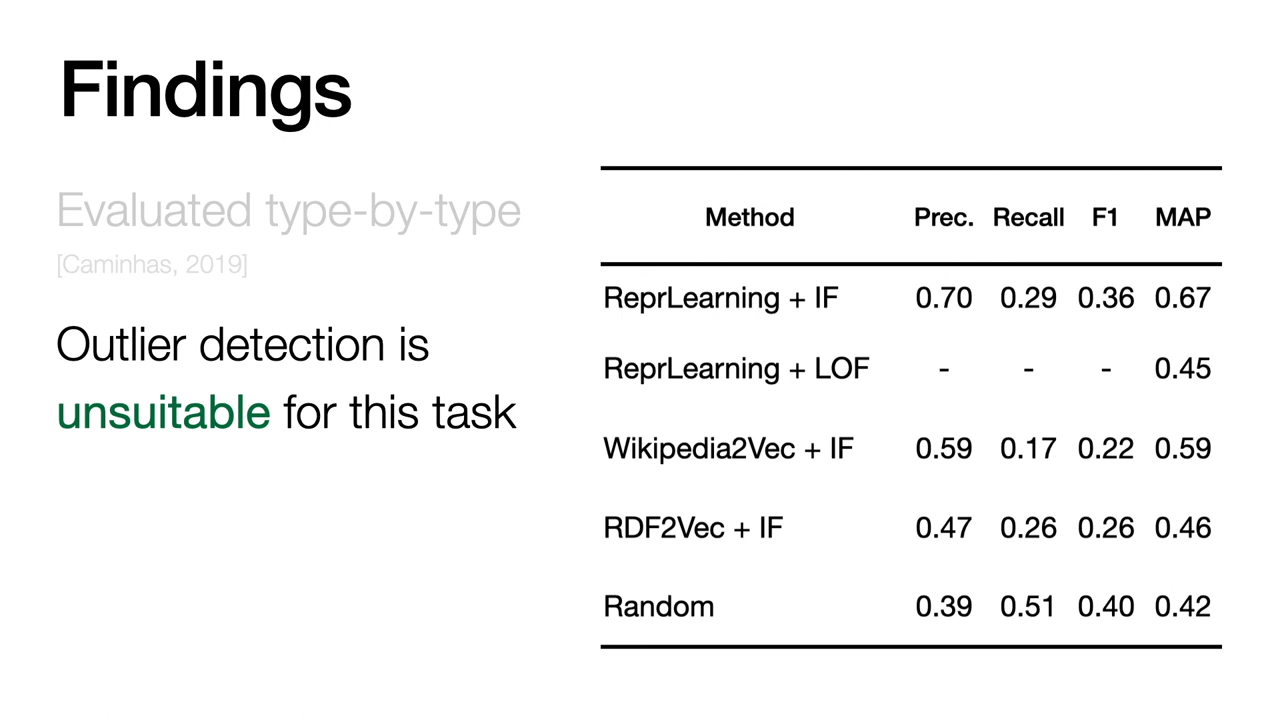 Findings
Evaluated type-by-type
[Caminhas, 2019]
Outlier detection is
unsuitable for this task
Method Prec. Recall F1 MAP
ReprLearning + IF 0.70 0.29 0.36 0.67
ReprLearning + LOF - - - 0.45
Wikipedia2Vec + IF 0.59 0.17 0.22 0.59
RDF2Vec + IF 0.47 0.26 0.26 0.46
Random 0.39 0.51 0.40 0.42